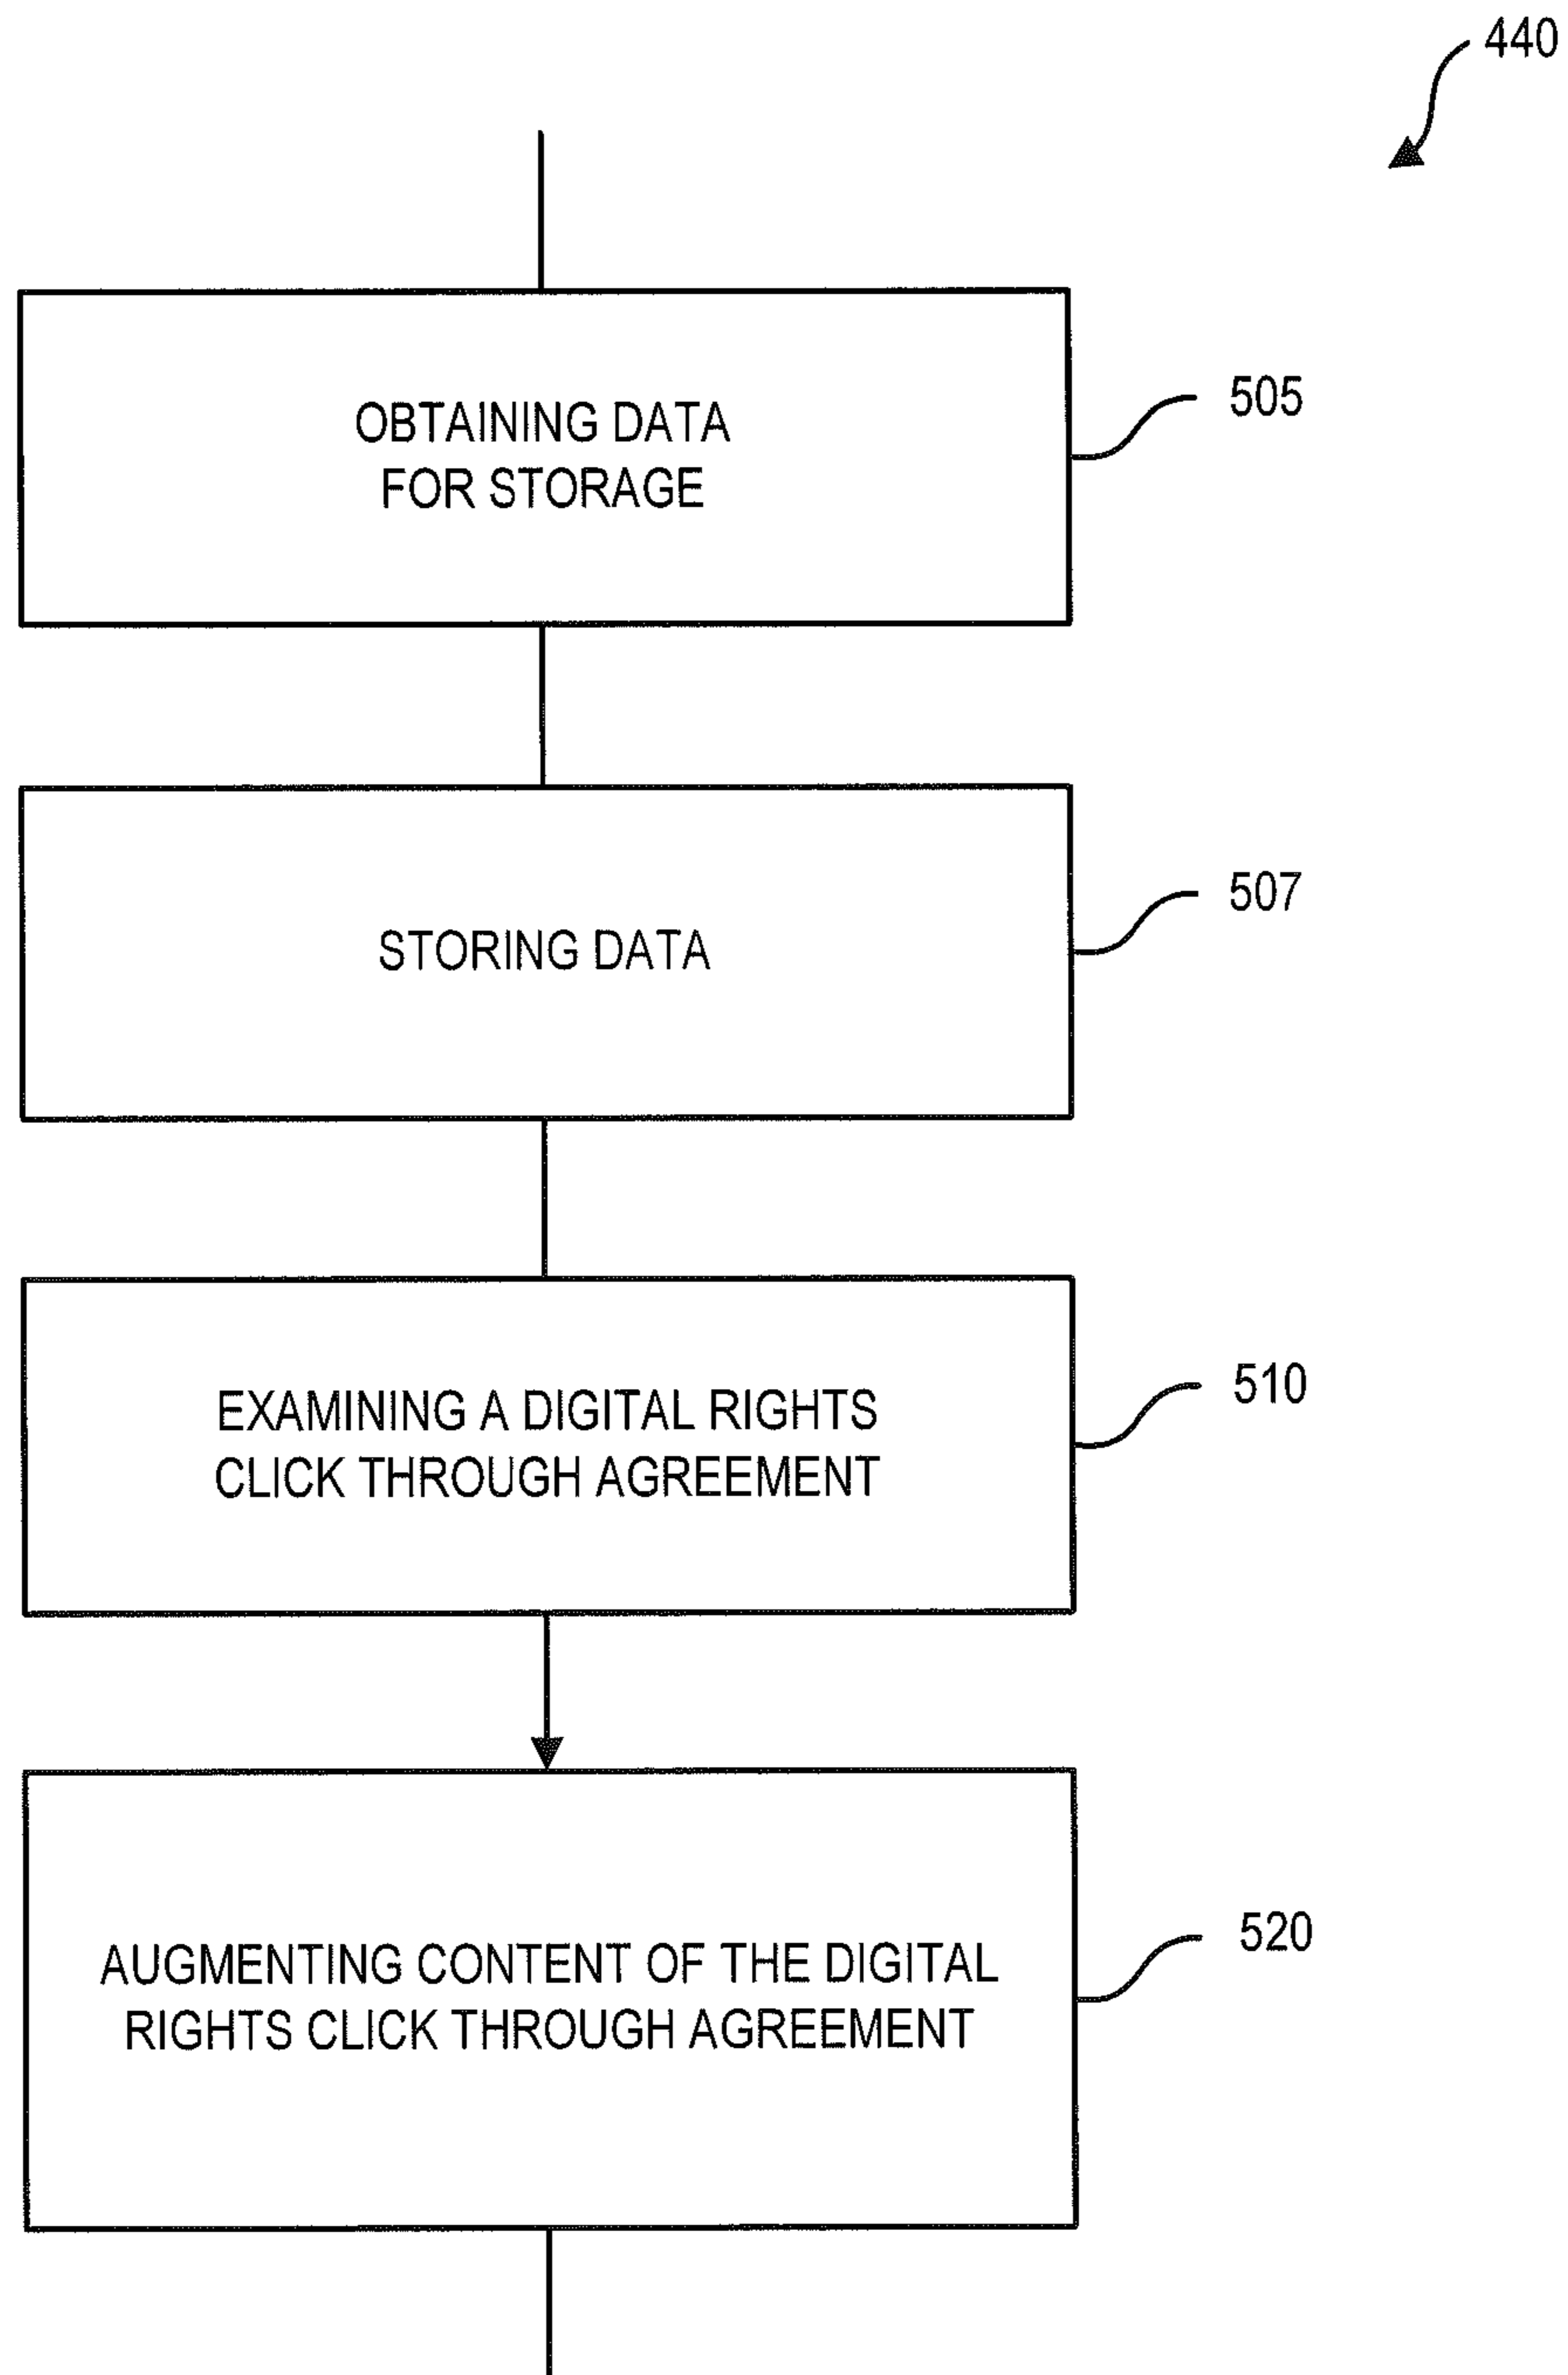 440
OBTAINING DATA
FOR STORAGE
505
STORING DATA
507
EXAMINING A DIGITAL RIGHTS
CLICK THROUGH AGREEMENT
510
AUGMENTING CONTENT OF THE DIGITAL
RIGHTS CLICK THROUGH AGREEMENT
520